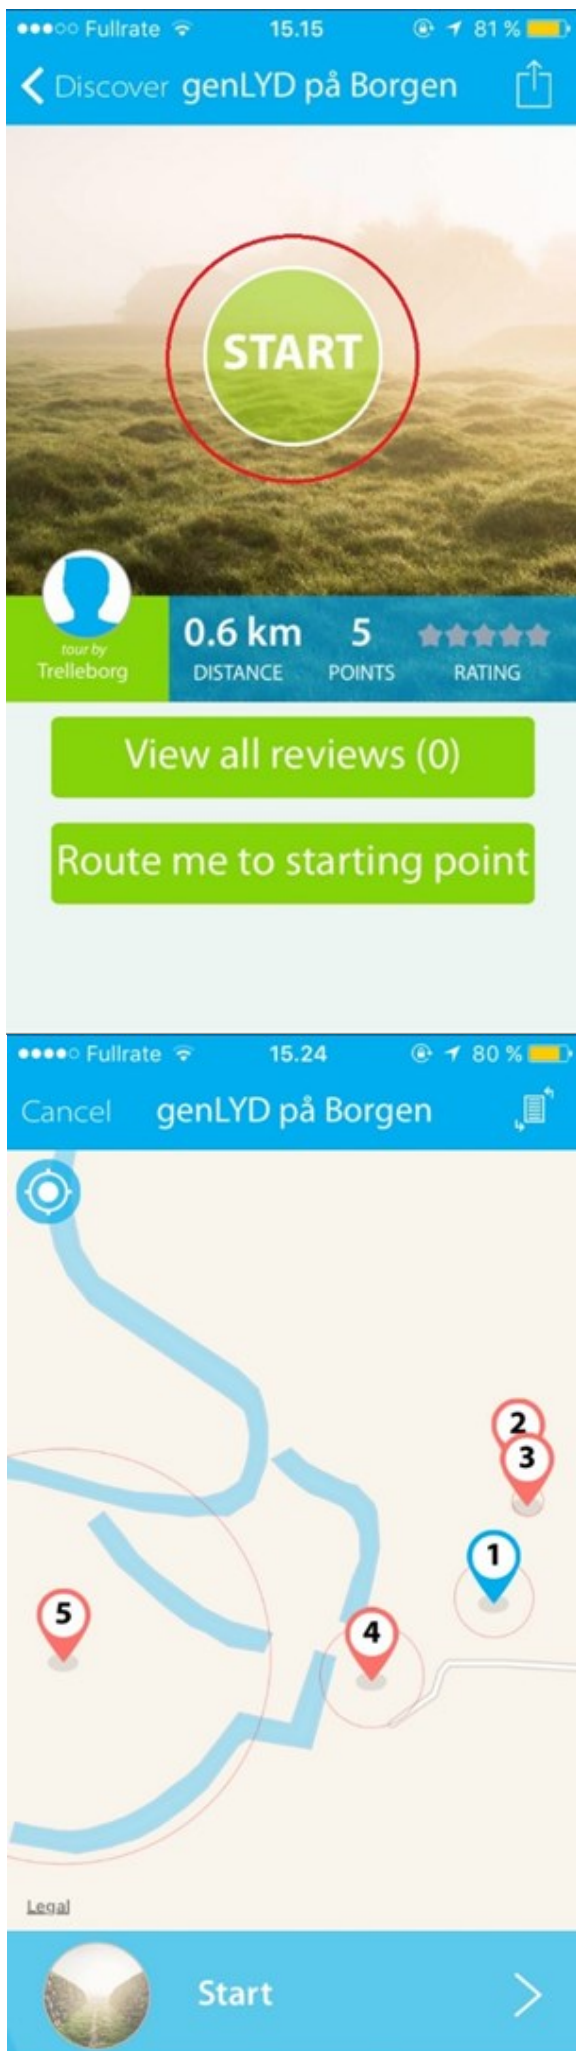 Fullrate 15.15 81 %
Discover genLYD på Borgen
START
tour by
Trelleborg
0.6 km 5
DISTANCE POINTS RATING
View all reviews (0)
Route me to starting point
Fullrate 15.24 80 %
Cancel genLYD på Borgen
2
3
1
5
4
Legal
Start